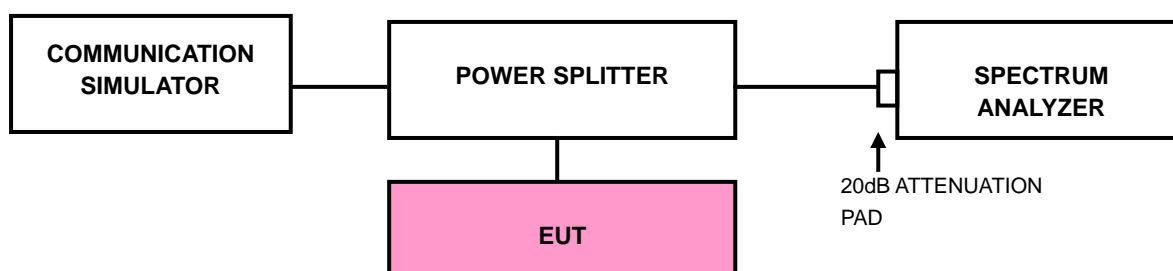 COMMUNICATION
SIMULATOR
POWER SPLITTER
SPECTRUM
ANALYZER
20dB ATTENUATION
PAD
EUT